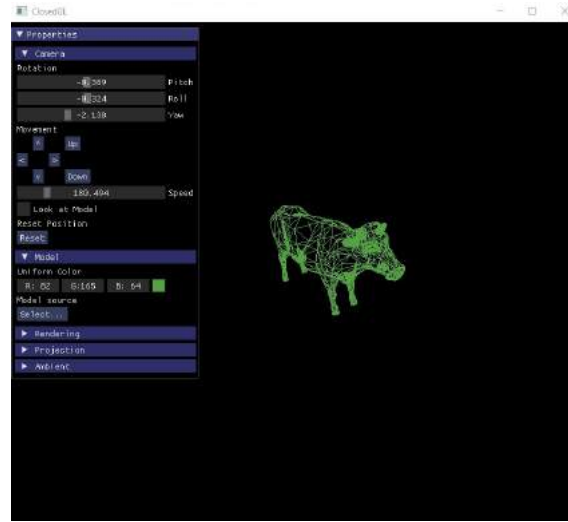 ClosedGL
Properties
Camera
Rotation
Pitch
Roll
-2.138 Yaw
Movement
^ Up
< >
v Down
180.494 Speed
Look at Model
Reset Position
Reset
Model
Uniform Color
R: 82 G:165 B: 64
Model source
Select...
Rendering
Projection
Ambient